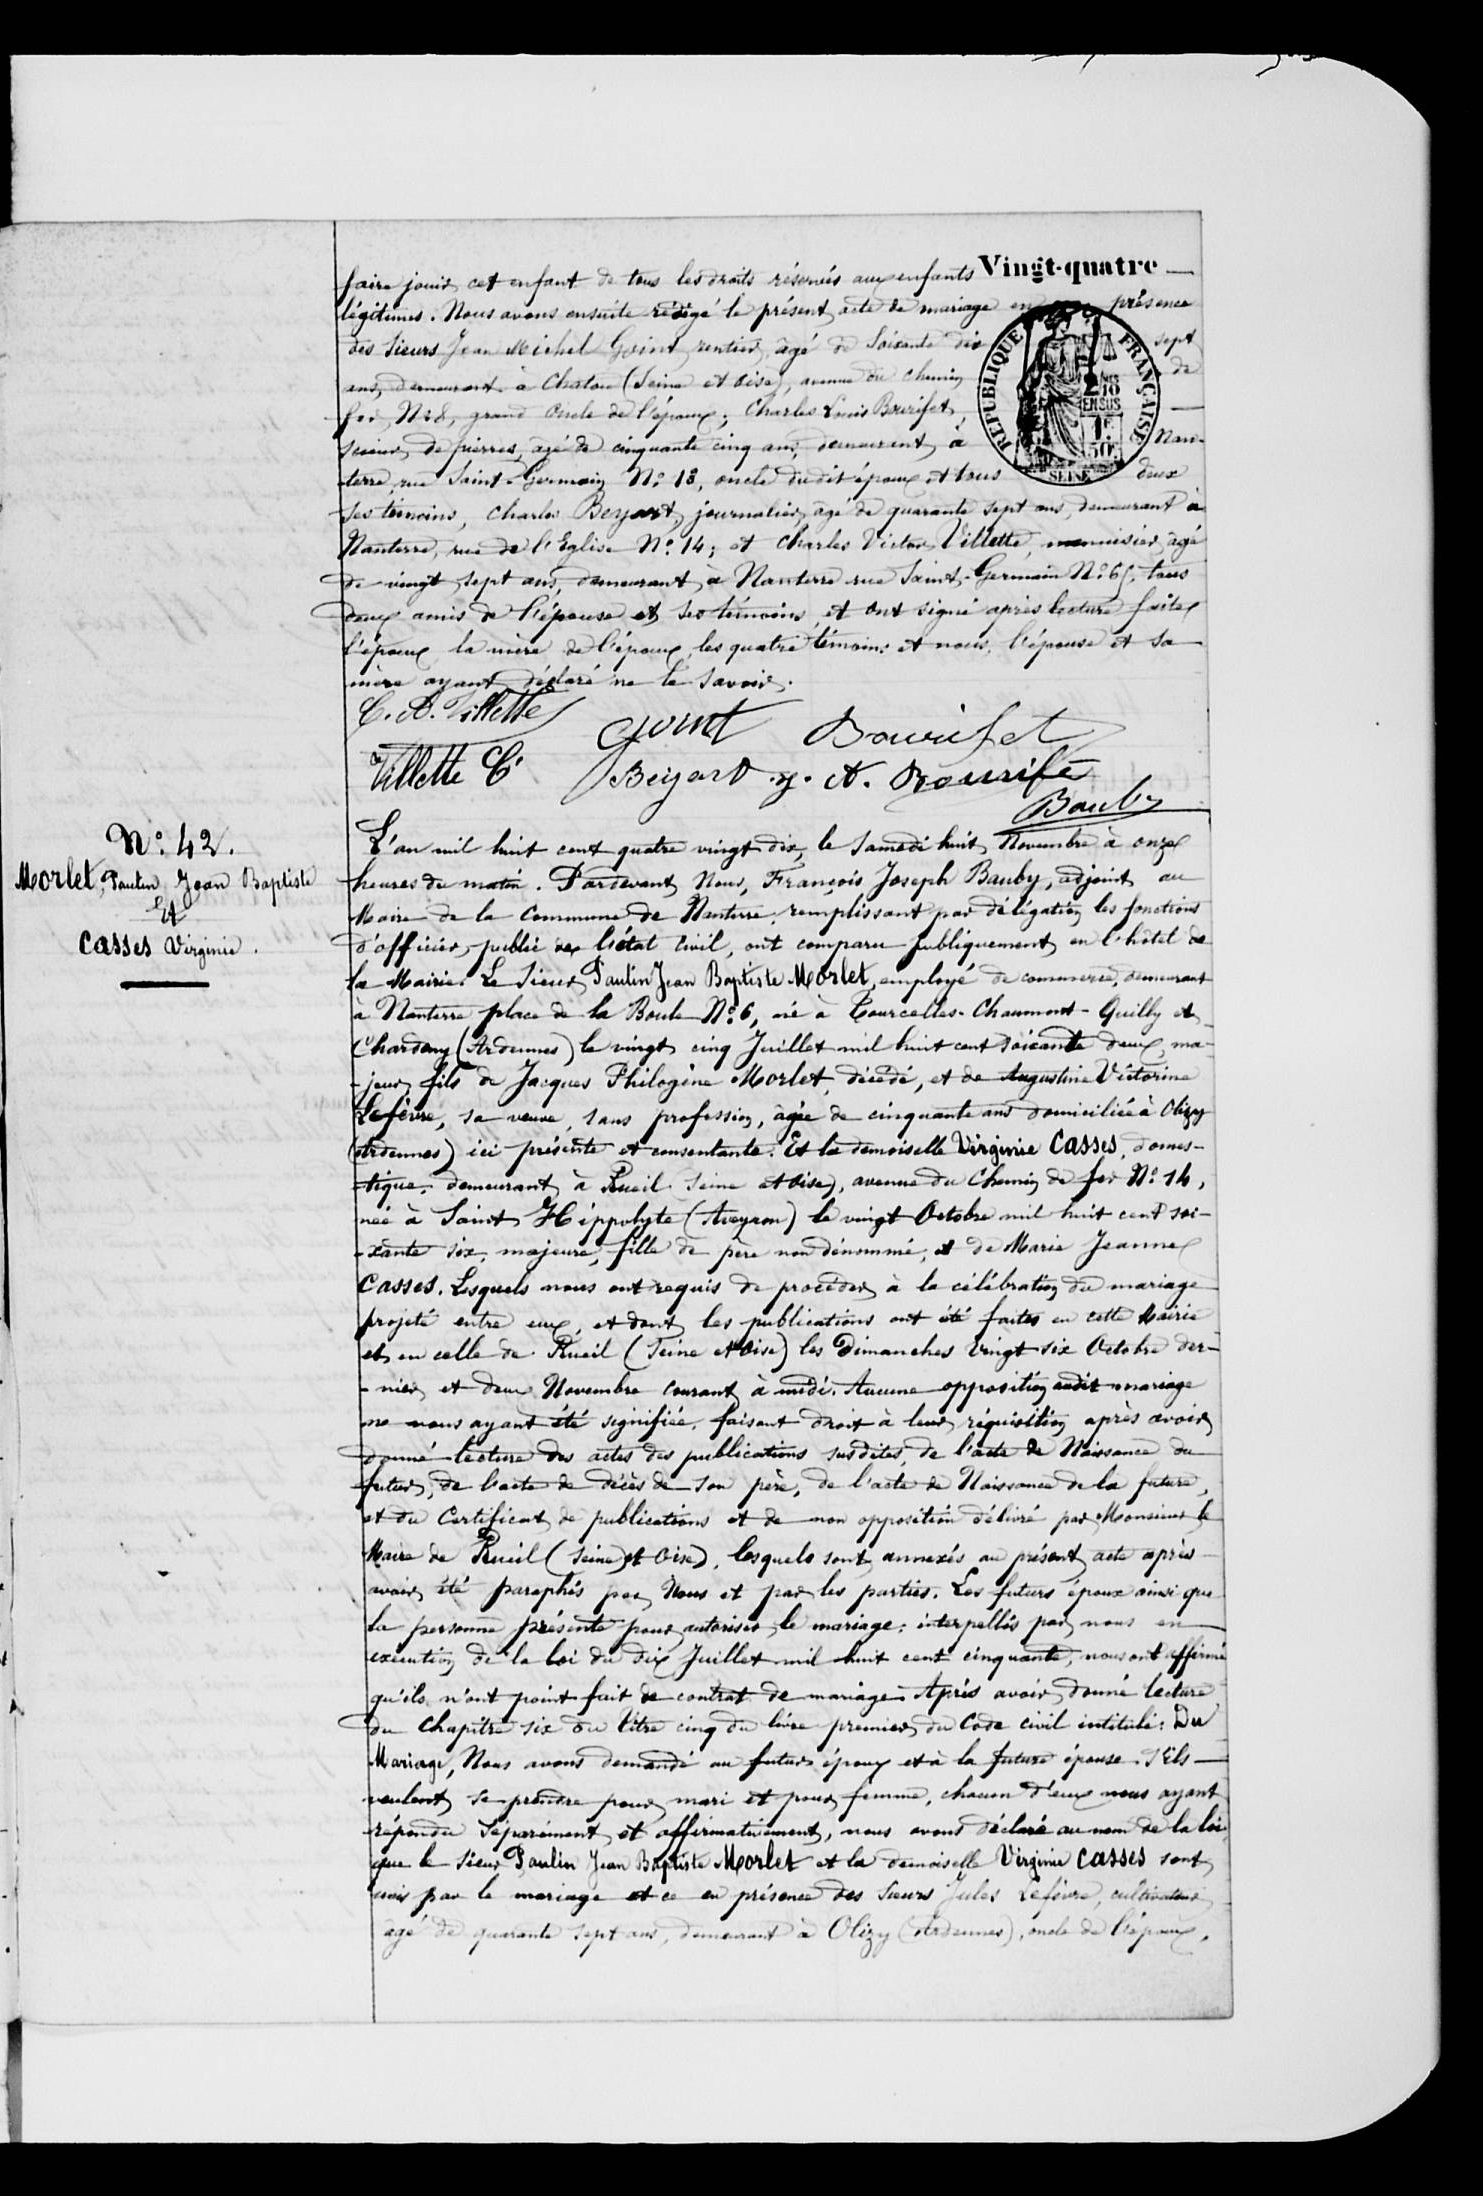 Vingt-quatre
faire jouir cet enfant de tous les droits réservés aux enfants
légitimes. Nous avons ensuite rédigé le présent acte de mariage en présence
des Sieurs Jean Michel Goint, rentier, âgé de Soixante dix sept
ans, demeurant à Chatou (Seine et Oise), avenue du Chemin de
fer, No 8, grand Oncle de l'époux; Charles Louis Bourifet,
scieur de pierres, âgé de cinquante cinq ans, demeurant à Nan-
terre, rue Saint-Germain No 18, oncle dudit époux et tous deux
ses témoins, Charles Beyart, journalier, âgé de quarante sept ans, demeurant à
Nanterre, rue de l'Eglise No 14; et Charles Victor Villette, menuisier, âgé
de vingt sept ans, demeurant à Nanterre rue Saint-Germain No 65, tous
deux amis de l'épouse et ses témoins et ont signé après lecture faite
l'époux, la mère de l'époux, les quatre témoins et nous, l'épouse et sa
mère ayant déclaré ne le savoir.
C. A. Villette Goint Bourifet
Villette C Beyart A. Bourifé
Bauby
REPUBLIQUE FRANÇAISE
2/10
EN SUS
1F
50c
SEINE
No 42.
Morlet, Paulin, Jean Baptiste
Et
Casses Virginie.
L'an mil huit cent quatre vingt dix, le Samedi huit Novembre à onze
heures du matin. Pardevant Nous, François Joseph Bauby, adjoint au
Maire de la Commune de Nanterre, remplissant par délégation les fonctions
d'officier public de l'état civil, ont comparu publiquement en l'hôtel de
la Mairie. Le Sieur Paulin Jean Baptiste Morlet, employé de commerce, demeurant
à Nanterre place de la Boule No 6, né à Tourcelles-Chaumont-Quilly et
Chardeny (Ardennes) le vingt cinq Juillet mil huit cent soixante deux, ma-
-jeur, fils de Jacques Philogène Morlet, décédé, et de Augustine Victorine
Lefèvre, sa veuve, sans profession, âgée de cinquante ans domiciliée à Olizy
(Ardennes) ici présente et consentante. Et la demoiselle Virginie Casses, domes-
-tique, demeurant à Rueil (Seine et Oise), avenue du Chemin de fer No 14,
née à Saint Hippolyte (Aveyron) le vingt Octobre mil huit cent soi-
-xante six, majeure, fille de père non dénommé, et de Marie Jeanne
Casses. Lesquels nous ont requis de procéder à la célébration du mariage
projeté entre eux, et dont les publications ont été faites en cette Mairie
et en celle de Rueil (Seine et Oise) les Dimanches vingt-six Octobre der-
-nier et deux Novembre courant à midi. Aucune opposition audit mariage
ne nous ayant été signifiée, faisant droit à leur réquisition, après avoir
donné lecture des actes des publications susdites, de l'acte de Naissance du
futur, de l'acte de décès de son père, de l'acte de Naissance de la future,
et du Certificat de publications et de non opposition délivré par Monsieur le
Maire de Rueil (Seine et Oise), lesquels sont annexés au présent acte après
avoir été paraphés par Nous et par les parties. Les futurs époux ainsi que
la personne présente pour autoriser le mariage: interpellés par nous en
exécution de la loi du dix Juillet mil huit cent cinquante, nous ont affirmé
qu'ils n'ont point fait de contrat de mariage. Après avoir donné lecture
du Chapitre six du titre cinq du livre premier du Code civil intitulé: Du
Mariage, Nous avons demandé au futur époux et à la future épouse, s'ils
veulent se prendre pour mari et pour femme, chacun d'eux nous ayant
répondu séparément et affirmativement, nous avons déclaré au nom de la loi
que le Sieur Paulin Jean Baptiste Morlet et la demoiselle Virginie Casses sont
unis par le mariage et ce en présence des Sieurs Jules Lefèvre, cultivateur,
âgé de quarante sept ans, demeurant à Olizy (Ardennes), oncle de l'époux,